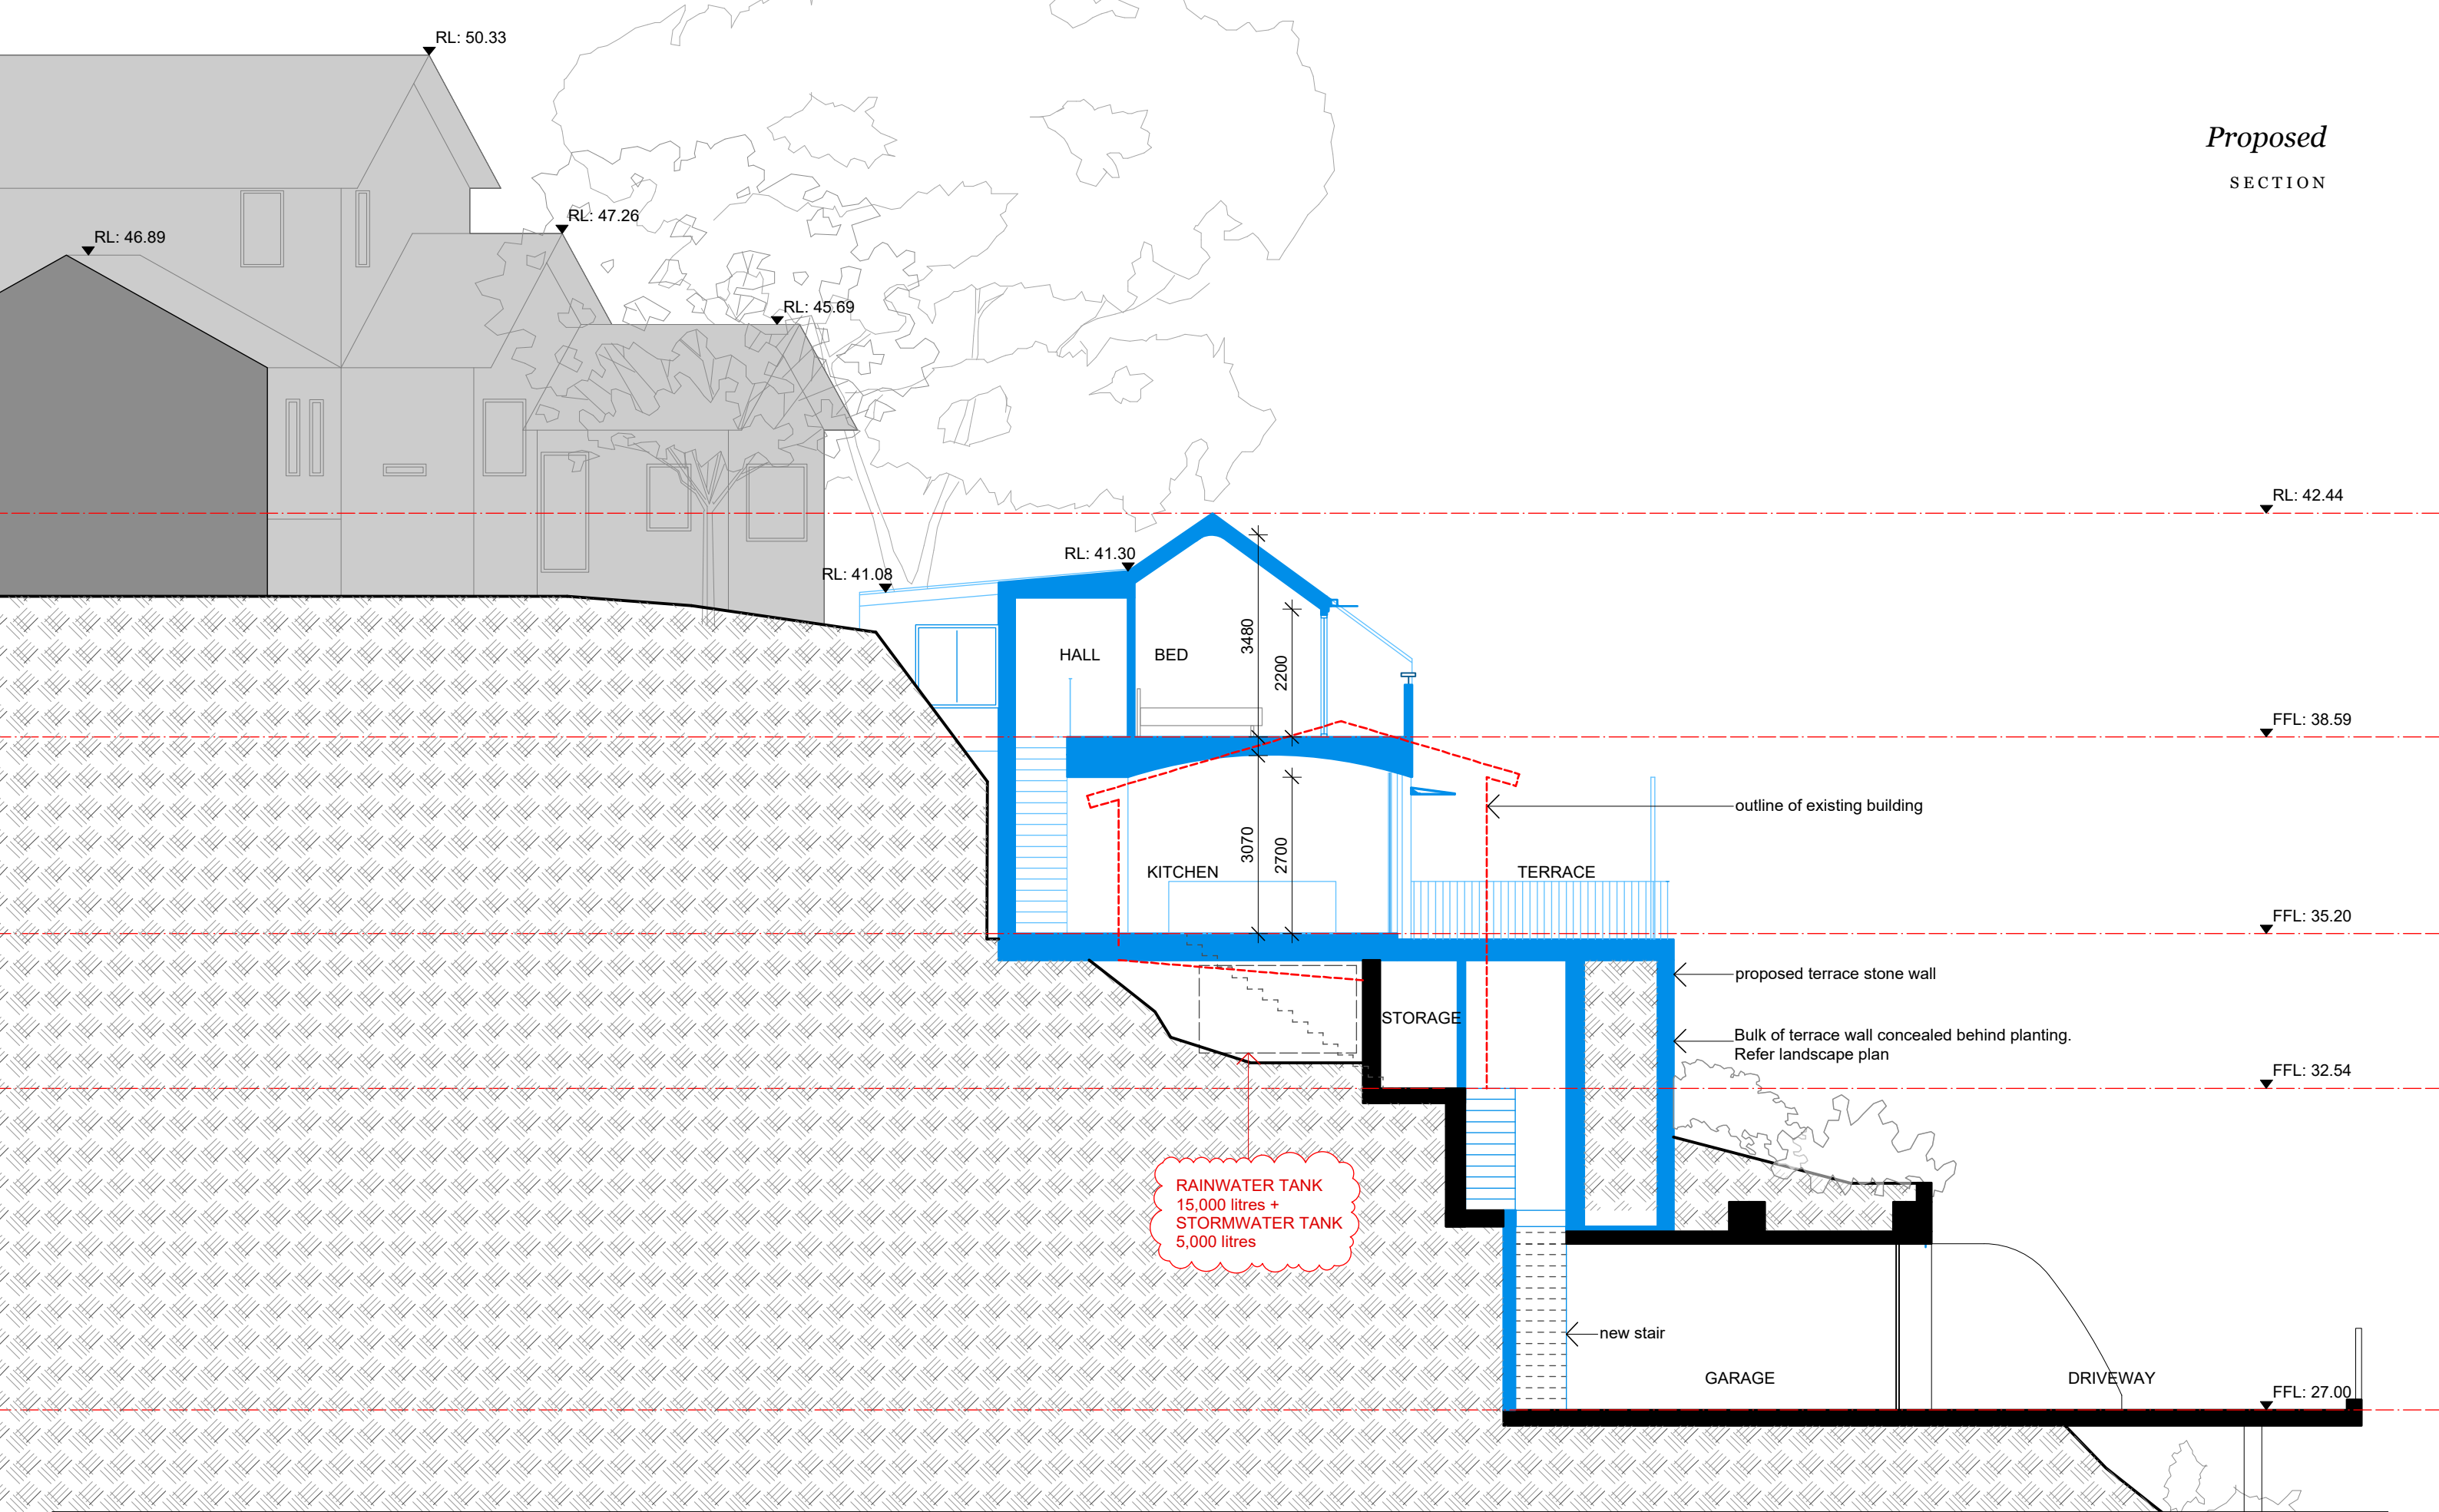 RL: 50.33
Proposed
SECTION
RL: 47.26
RL: 46.89
RL: 45.69
RL: 42.44
RL: 41.30
RL: 41.08
3480
2200
HALL
BED
FFL: 38.59
outline of existing building
3070
2700
KITCHEN
TERRACE
FFL: 35.20
proposed terrace stone wall
STORAGE
Bulk of terrace wall concealed behind planting.
Refer landscape plan
FFL: 32.54
RAINWATER TANK
15,000 litres +
STORMWATER TANK
5,000 litres
new stair
GARAGE
DRIVEWAY
FFL: 27.00